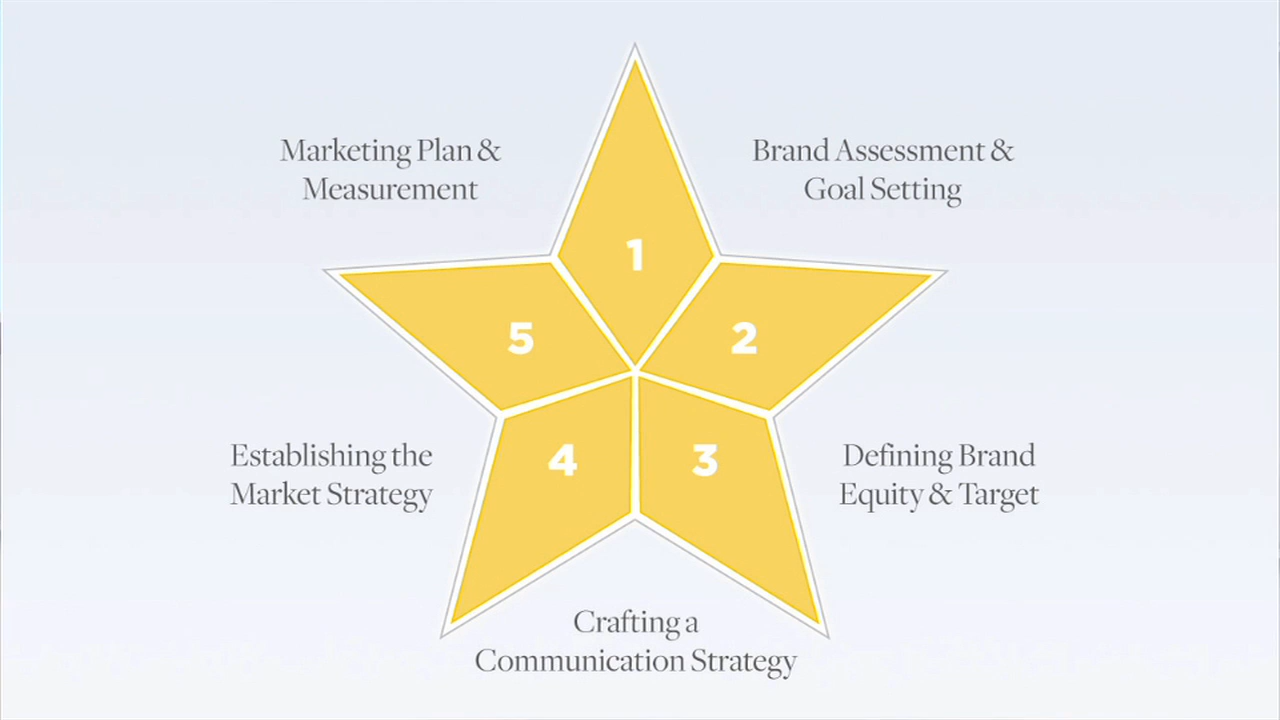 Marketing Plan &
Measurement
Brand Assessment &
Goal Setting
1
5
2
4
3
Establishing the
Market Strategy
Defining Brand
Equity & Target
Crafting a
Communication Strategy